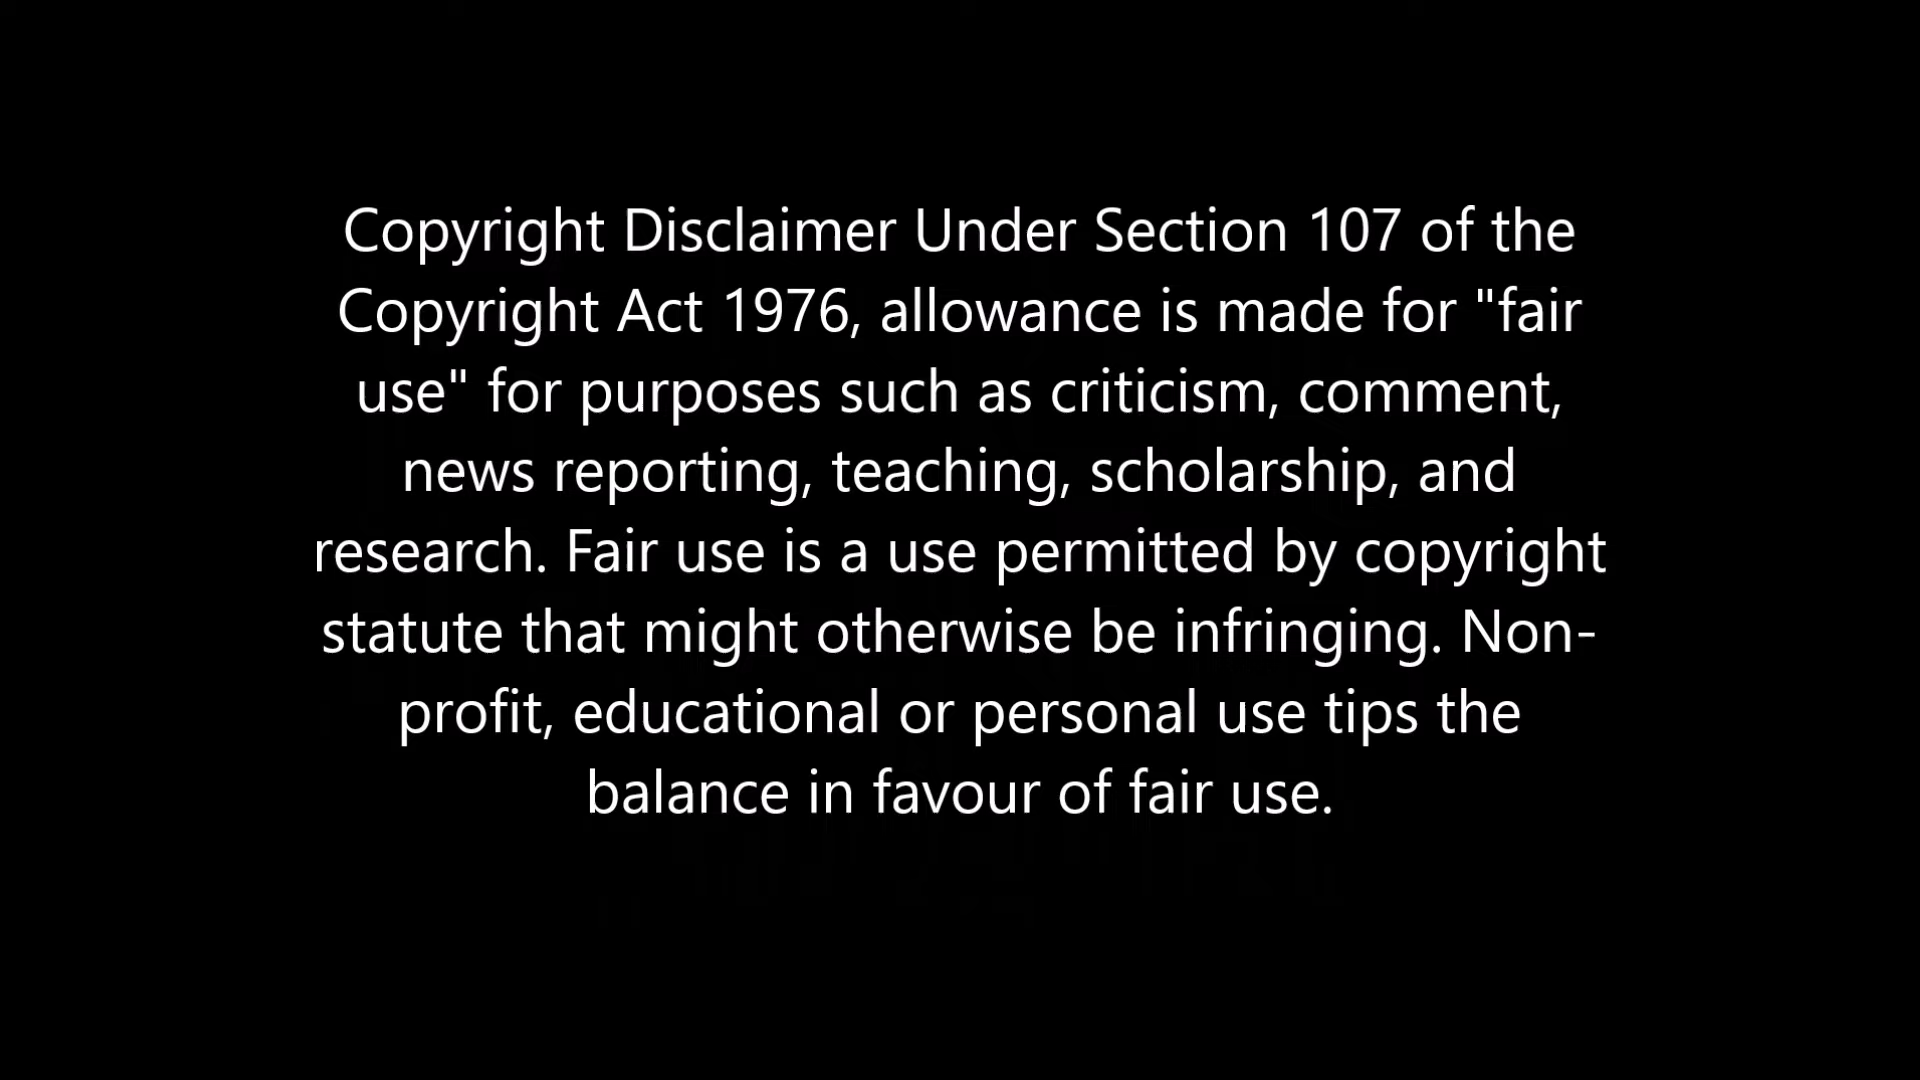 Copyright Disclaimer Under Section 107 of the
Copyright Act 1976, allowance is made for "fair
use" for purposes such as criticism, comment,
news reporting, teaching, scholarship, and
research. Fair use is a use permitted by copyright
statute that might otherwise be infringing. Non-
profit, educational or personal use tips the
balance in favour of fair use.